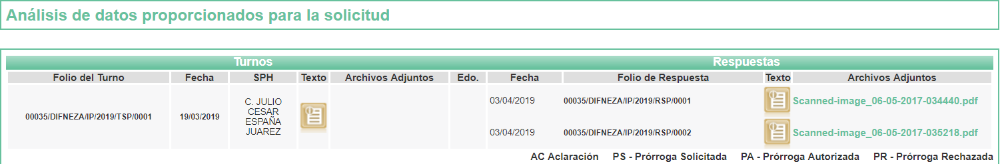 Análisis de datos proporcionados para la solicitud
Turnos Respuestas
Folio del Turno Fecha SPH Texto Archivos Adjuntos Edo. Fecha Folio de Respuesta Texto Archivos Adjuntos
00035/DIFNEZA/IP/2019/TSP/0001 19/03/2019
C. JULIO
CESAR
ESPAÑA
JUAREZ
03/04/2019 00035/DIFNEZA/IP/2019/RSP/0001 Scanned-image_06-05-2017-034440.pdf
03/04/2019 00035/DIFNEZA/IP/2019/RSP/0002 Scanned-image_06-05-2017-035218.pdf
AC Aclaración PS - Prórroga Solicitada PA - Prórroga Autorizada PR - Prórroga Rechazada